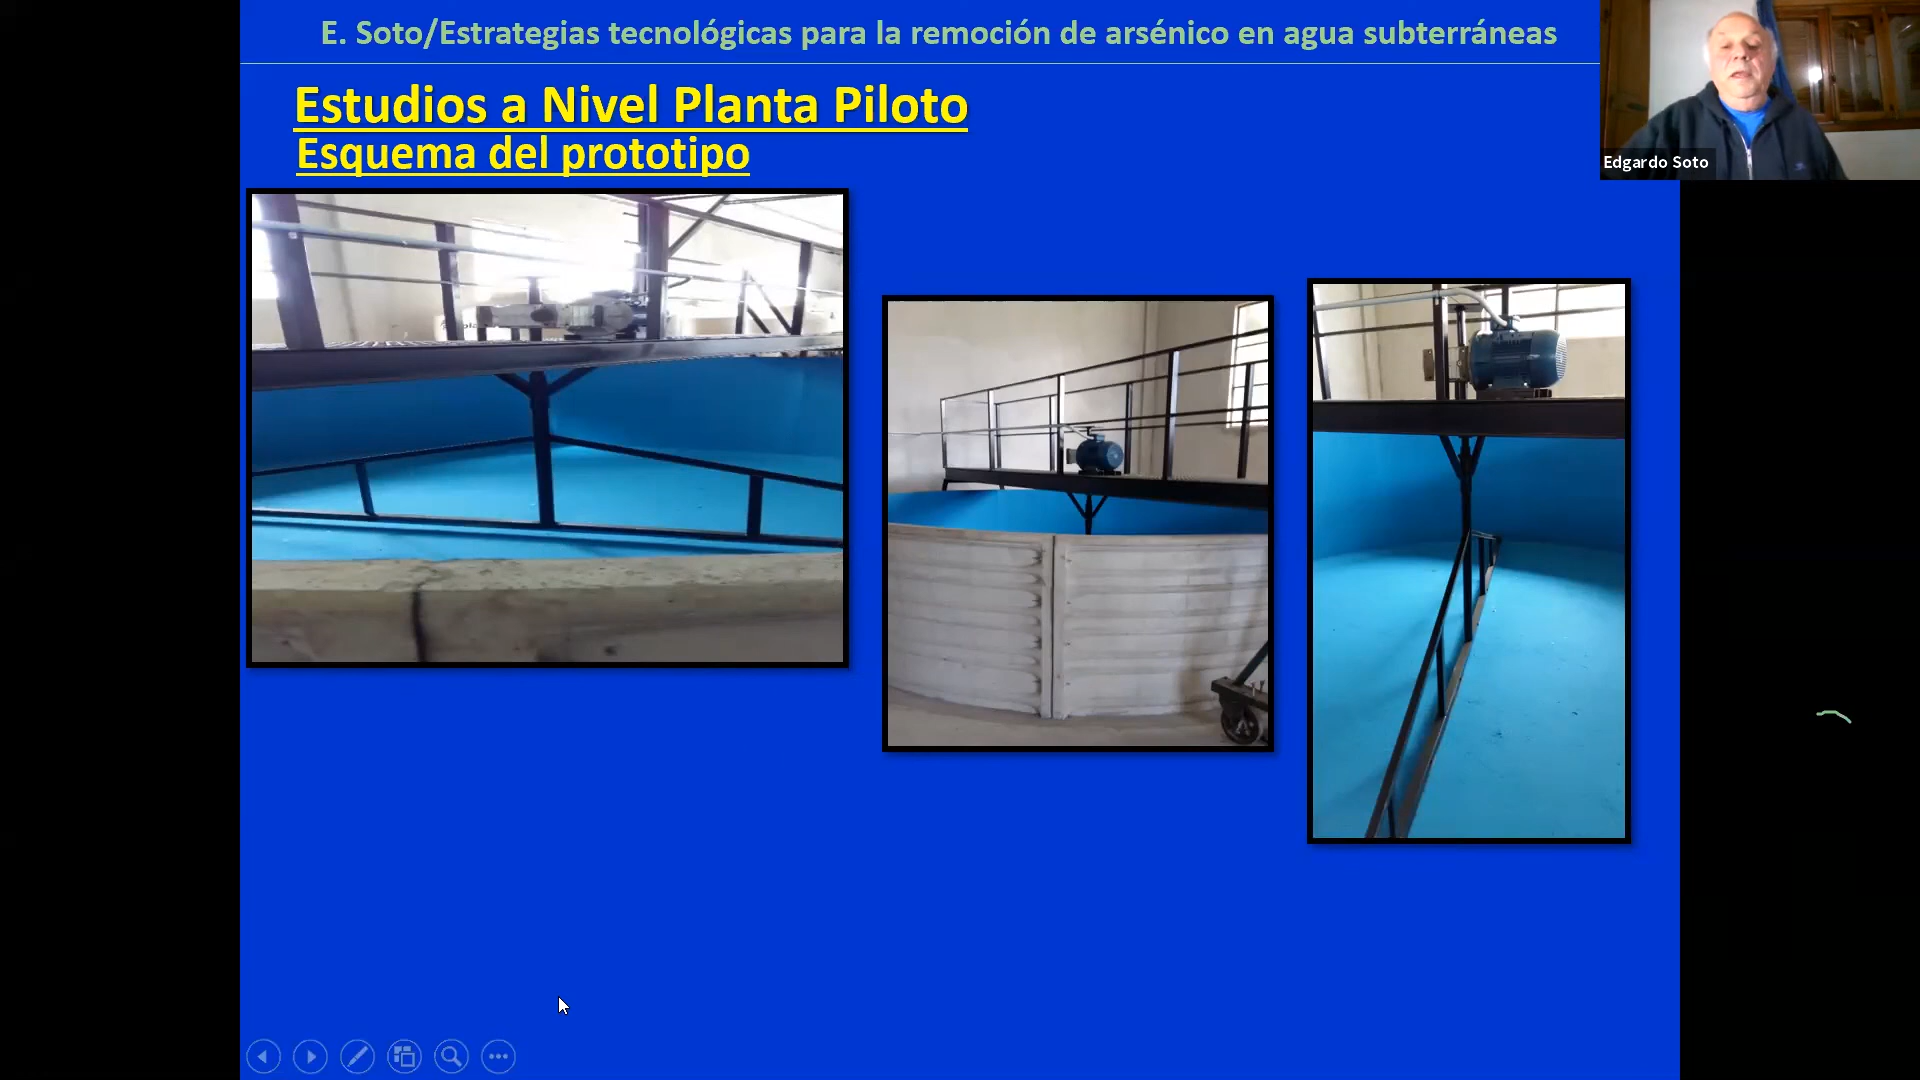 E. Soto/Estrategias tecnológicas para la remoción de arsénico en agua subterráneas
Estudios a Nivel Planta Piloto
Esquema del prototipo
Edgardo Soto